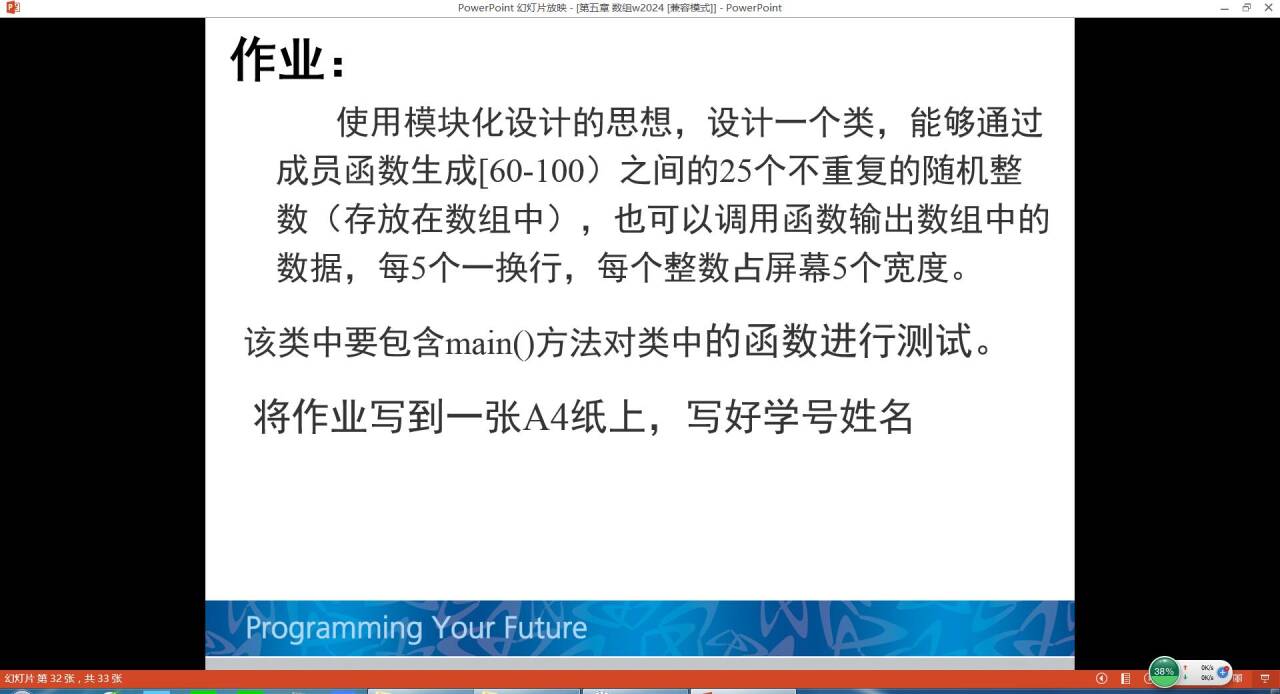 PowerPoint 幻灯片放映 - [第五章 数组w2024 [兼容模式]] - PowerPoint
作业：
使用模块化设计的思想，设计一个类，能够通过
成员函数生成[60-100）之间的25个不重复的随机整
数（存放在数组中），也可以调用函数输出数组中的
数据，每5个一换行，每个整数占屏幕5个宽度。
该类中要包含main()方法对类中的函数进行测试。
将作业写到一张A4纸上，写好学号姓名
Programming Your Future
幻灯片 第 32 张，共 33 张
38%
0K/s
0K/s